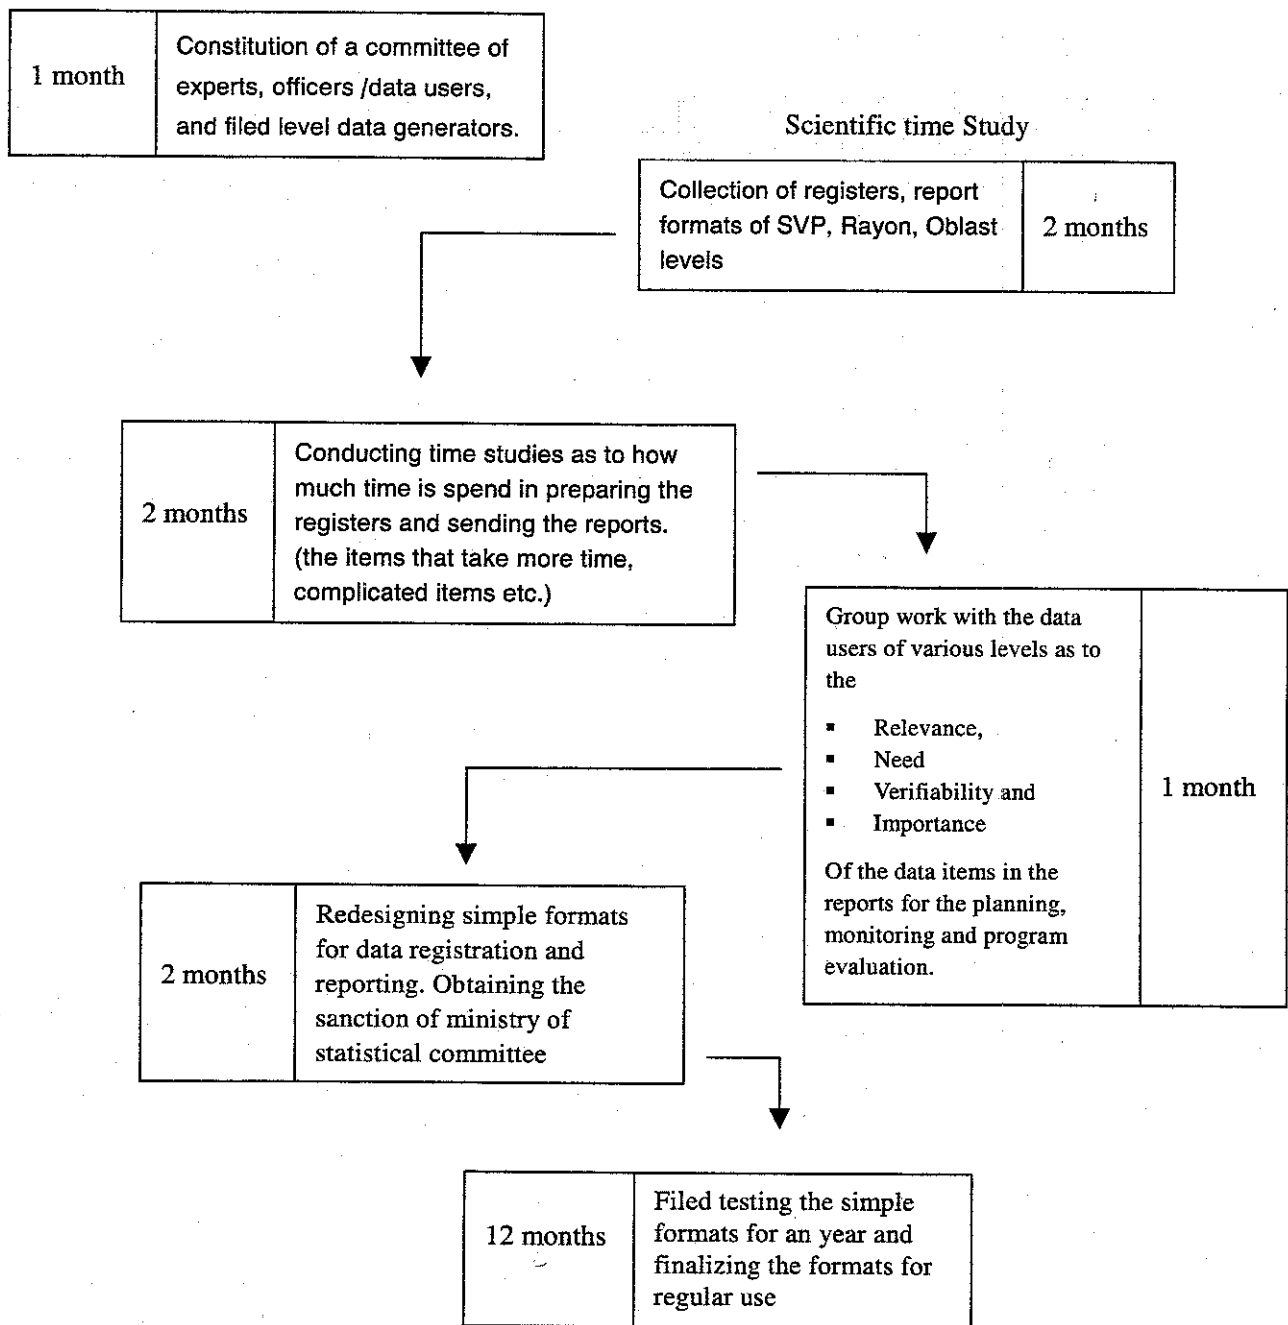 1 month
Constitution of a committee of
experts, officers /data users,
and filed level data generators.
Scientific time Study
Collection of registers, report
formats of SVP, Rayon, Oblast
levels
2 months
2 months
Conducting time studies as to how
much time is spend in preparing the
registers and sending the reports.
(the items that take more time,
complicated items etc.)
Group work with the data
users of various levels as to
the
▪ Relevance,
▪ Need
▪ Verifiability and
▪ Importance
Of the data items in the
reports for the planning,
monitoring and program
evaluation.
1 month
2 months
Redesigning simple formats
for data registration and
reporting. Obtaining the
sanction of ministry of
statistical committee
12 months
Filed testing the simple
formats for an year and
finalizing the formats for
regular use